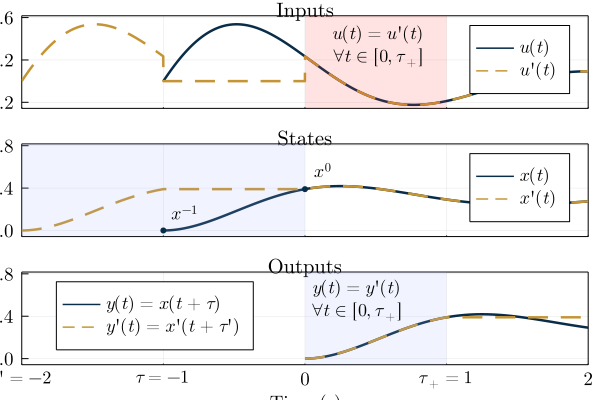 Inputs
.6
.2
.2
u(t) = u'(t)
∀t ∈ [0, τ₊]
u(t)
u'(t)
States
.8
.4
.0
x⁻¹
x⁰
x(t)
x'(t)
Outputs
.8
.4
.0
y(t) = x(t + τ)
y'(t) = x'(t + τ')
y(t) = y'(t)
∀t ∈ [0, τ₊]
' = −2
τ = −1
0
τ₊ = 1
2